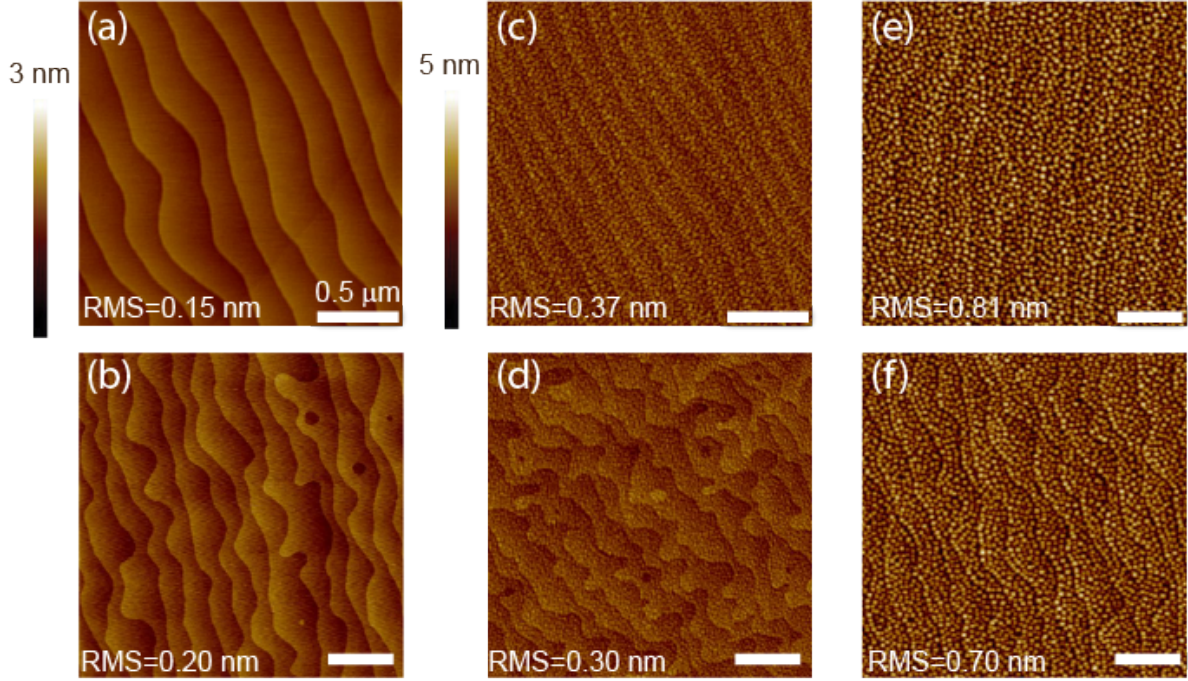 3 nm
5 nm
(a)
RMS=0.15 nm
0.5 μm
(c)
RMS=0.37 nm
(e)
RMS=0.81 nm
(b)
RMS=0.20 nm
(d)
RMS=0.30 nm
(f)
RMS=0.70 nm